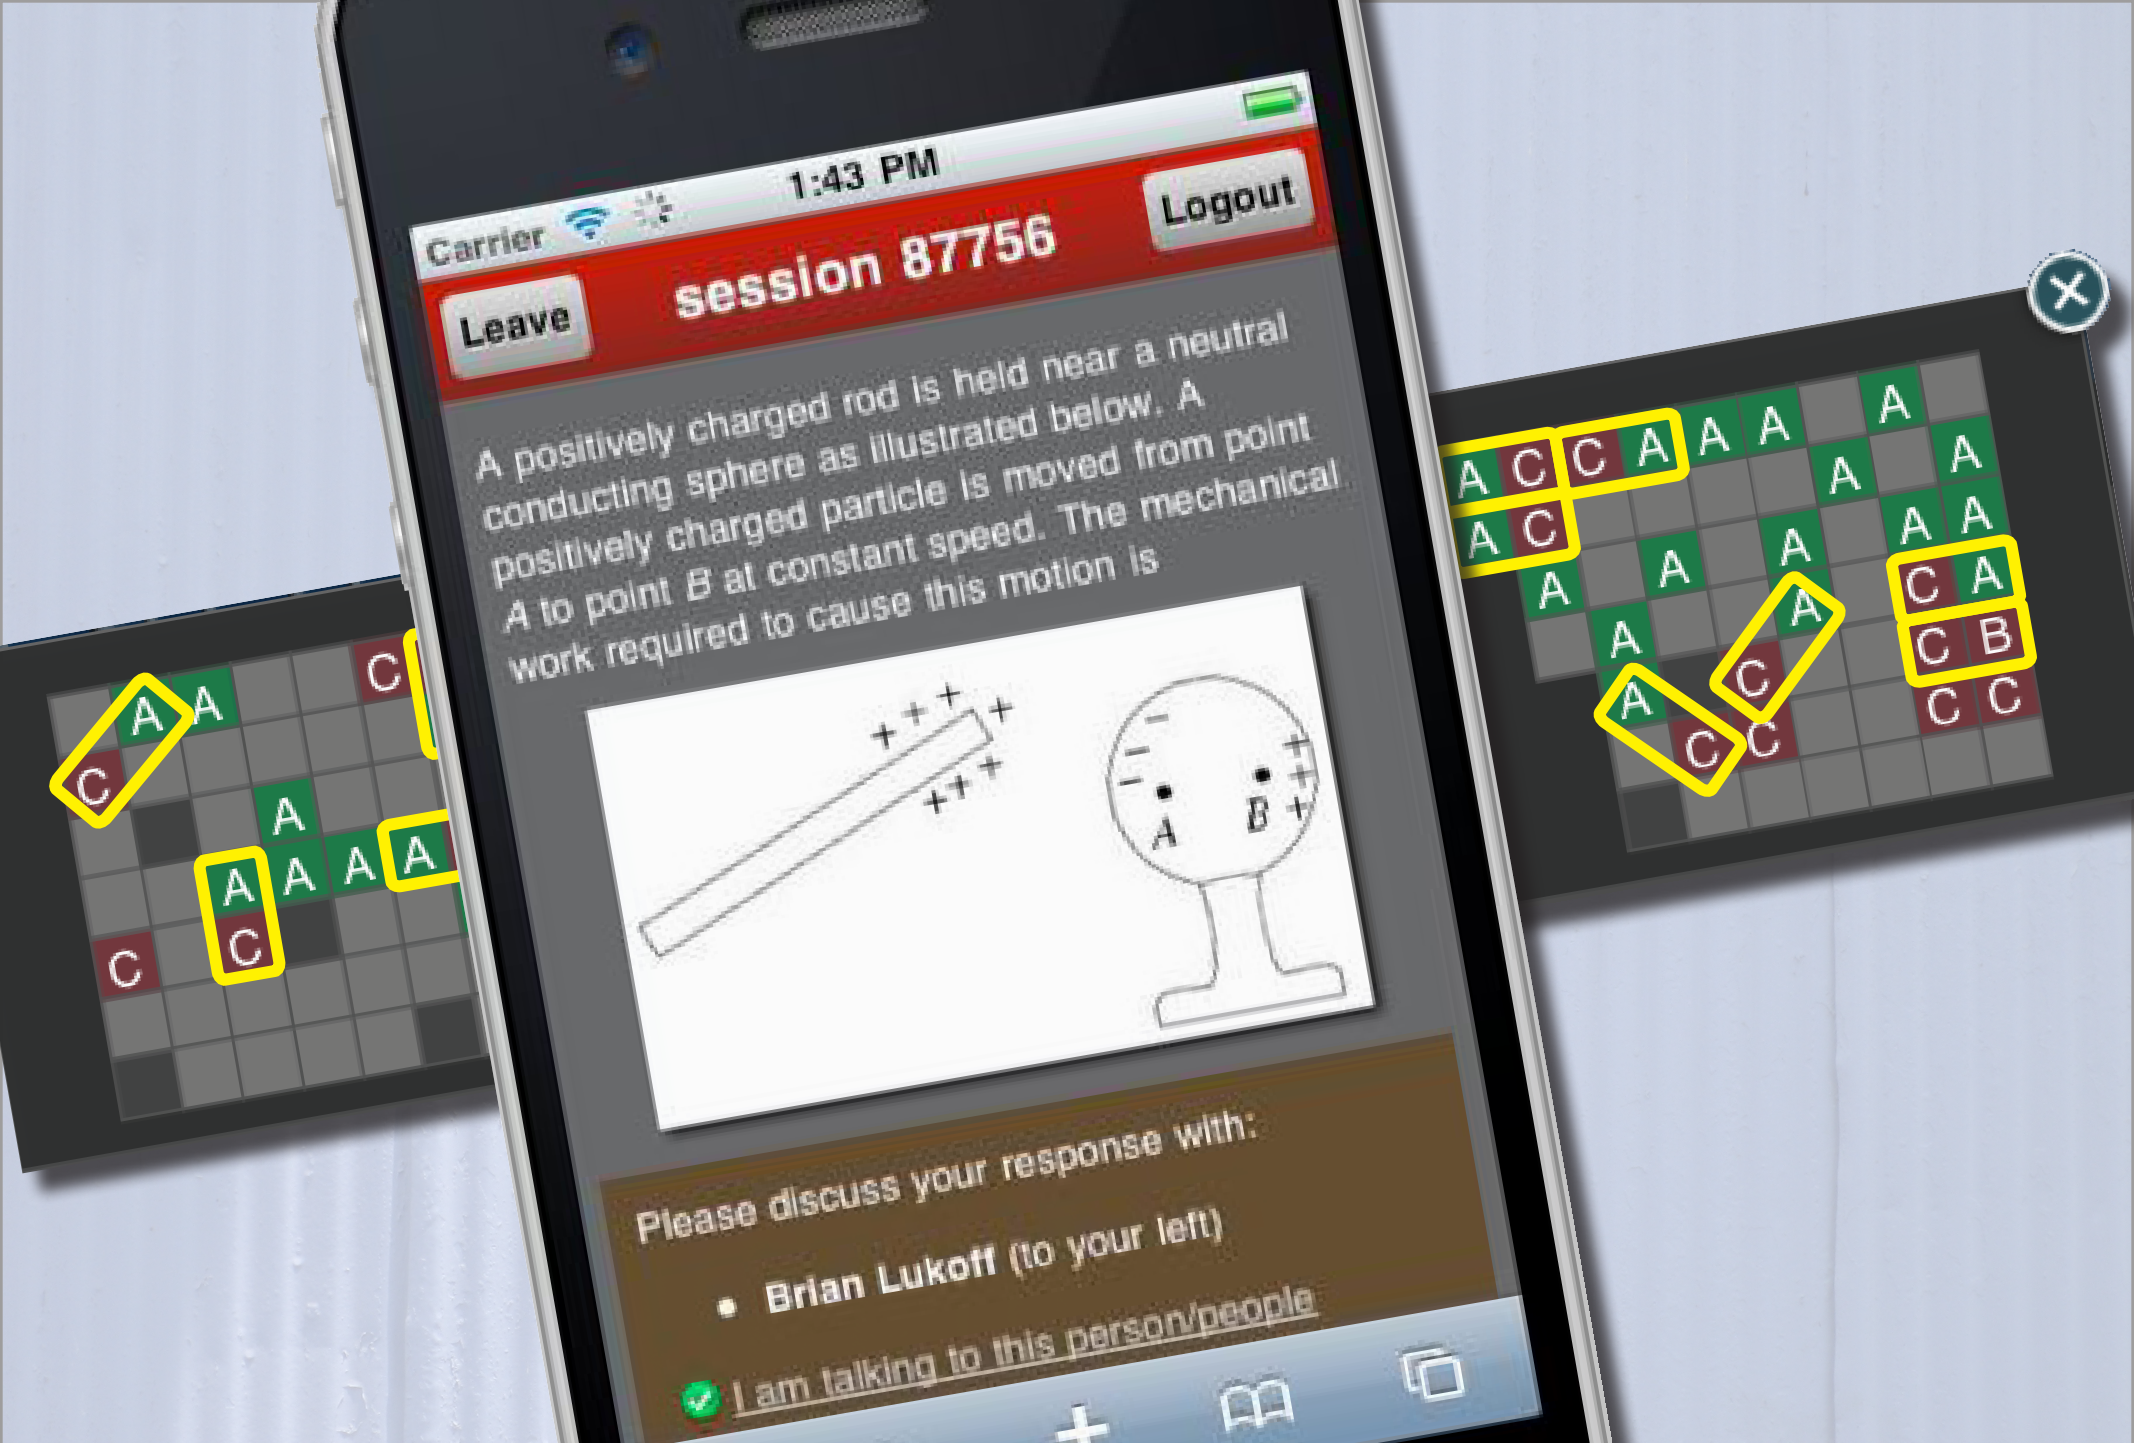 1:43 PM
Carrier
Logout
session 87756
Leave
A positively charged rod is held near a neutral
conducting sphere as illustrated below. A
positively charged particle is moved from point
A to point B at constant speed. The mechanical
work required to cause this motion is
+ + + +
+ + +
− − −
+ + +
A B
Please discuss your response with:
• Brian Lukoff (to your left)
I am talking to this person/people
A A C
C
A
A A A A
C C
A C C A A A A
A C A A
A A A A A
A A C A
A C C B
C C C C